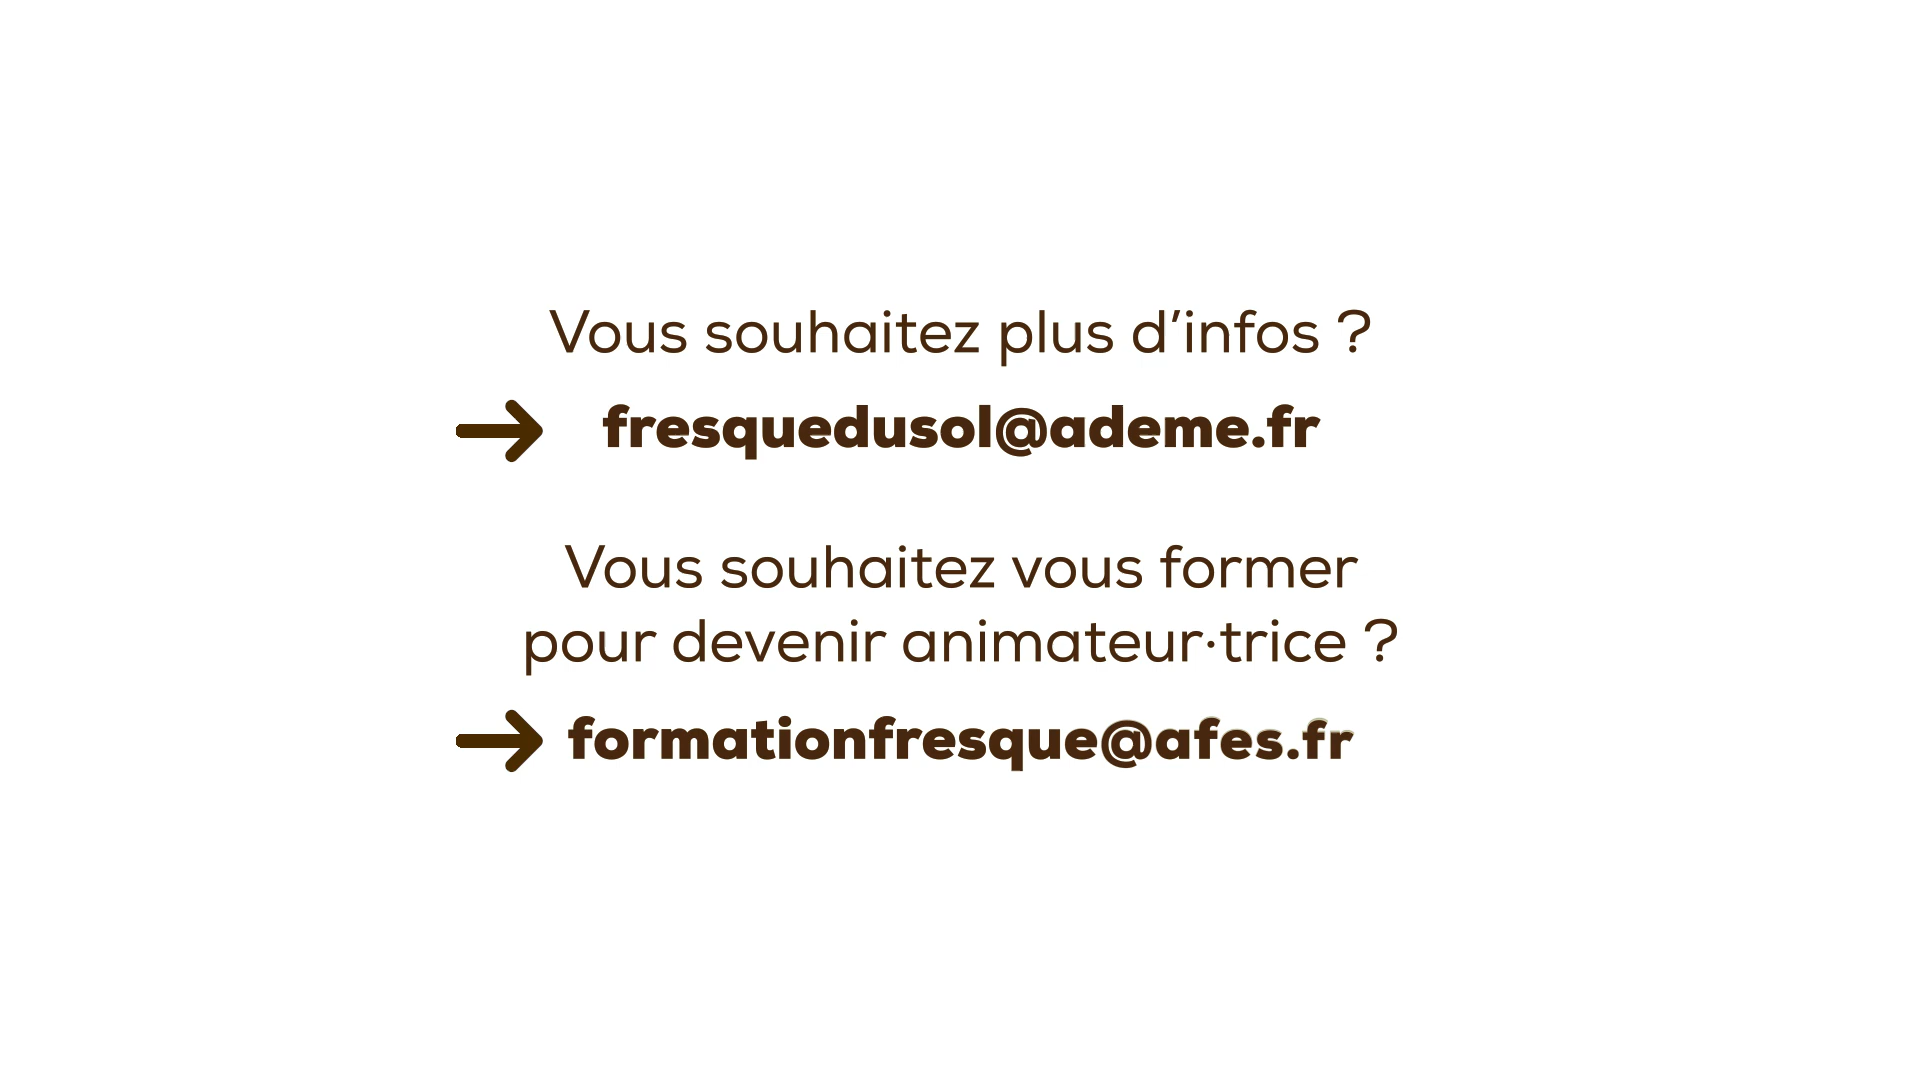 Vous souhaitez plus d’infos ?
fresquedusol@ademe.fr
Vous souhaitez vous former
pour devenir animateur·trice ?
formationfresque@afes.fr